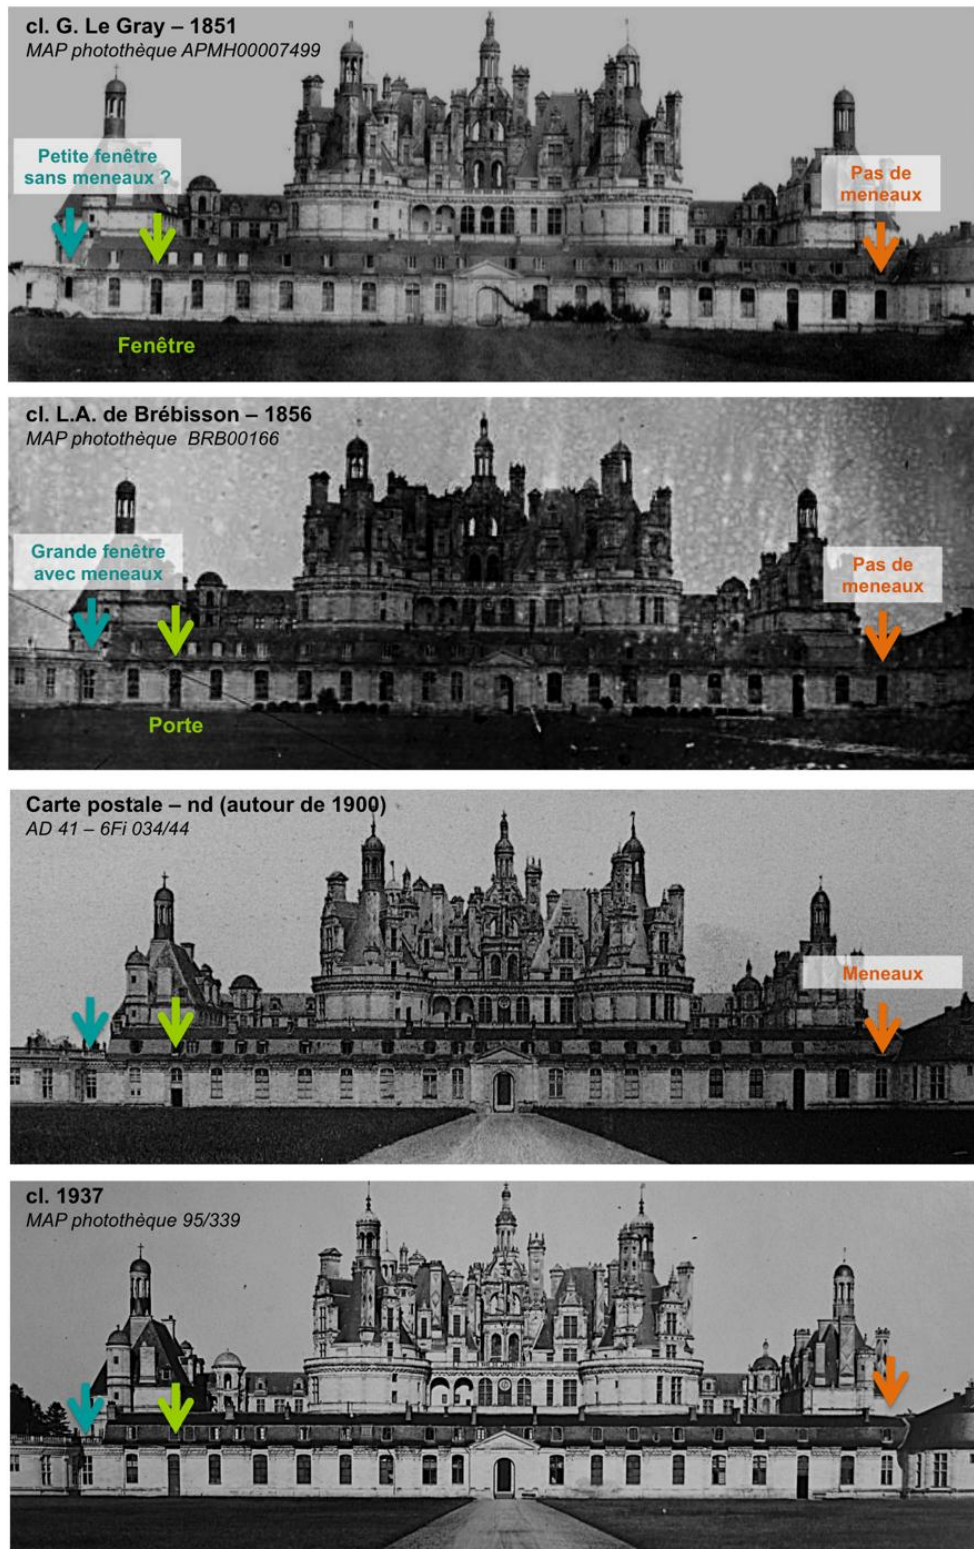 cl. G. Le Gray – 1851
MAP photothèque APMH00007499
Petite fenêtre
sans meneaux ?
Pas de
meneaux
Fenêtre
cl. L.A. de Brébisson – 1856
MAP photothèque  BRB00166
Grande fenêtre
avec meneaux
Pas de
meneaux
Porte
Carte postale – nd (autour de 1900)
AD 41 – 6Fi 034/44
Meneaux
cl. 1937
MAP photothèque 95/339